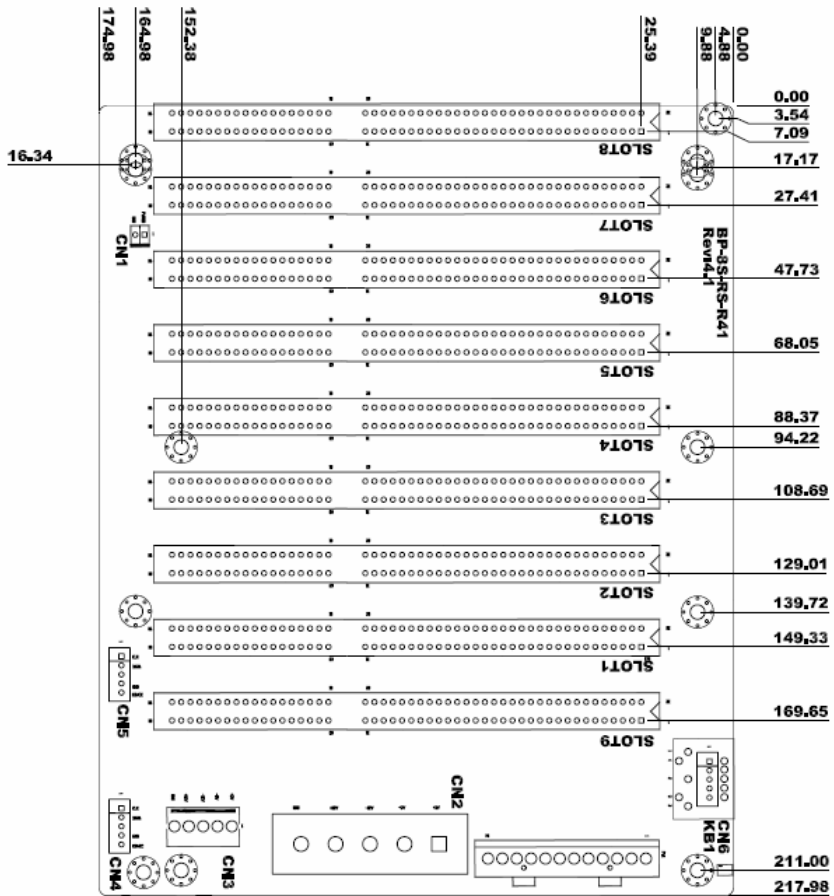 174.98
164.98
152.38
25.39
9.88
4.88
0.00
0.00
3.54
7.09
16.34
17.17
27.41
47.73
68.05
88.37
94.22
108.69
129.01
139.72
149.33
169.65
211.00
217.98
SLOT8
SLOT7
SLOT6
SLOT5
SLOT4
SLOT3
SLOT2
SLOT1
SLOT9
BP-8S-RS-R41
Rev:4.1
CN1
CN5
CN4
CN3
CN2
CN6
KB1